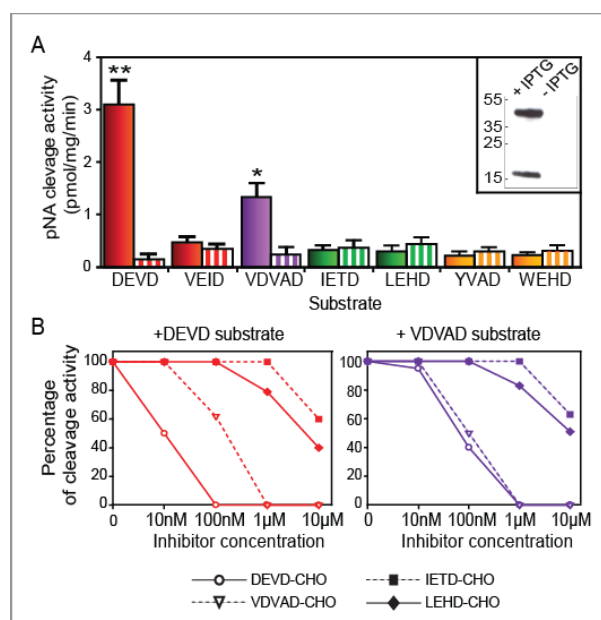 A
pNA clevage activity
(pmol/mg/min)
4
3
2
1
0
**
*
+ IPTG
- IPTG
55
35
25
15
DEVD VEID VDVAD IETD LEHD YVAD WEHD
Substrate
B
+DEVD substrate
+ VDVAD substrate
Percentage
of cleavage activity
100
80
60
40
20
0
100
80
60
40
20
0
0 10nM 100nM 1µM 10µM
0 10nM 100nM 1µM 10µM
Inhibitor concentration
Inhibitor concentration
DEVD-CHO
IETD-CHO
VDVAD-CHO
LEHD-CHO